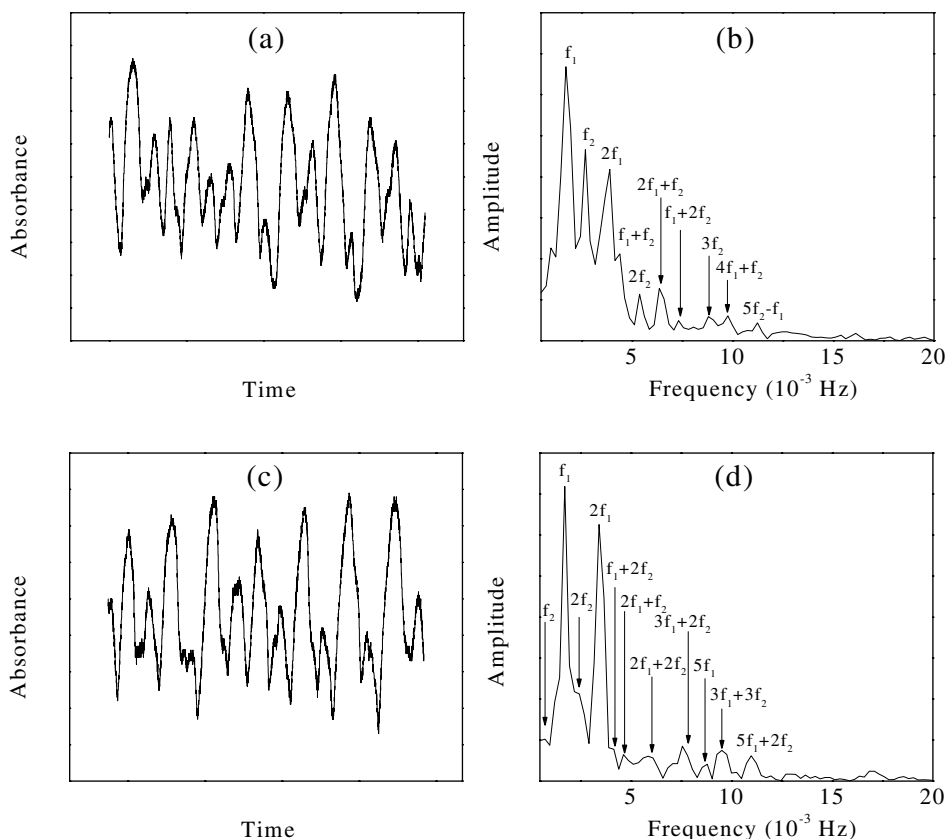 (a)
Absorbance
Time
(b)
Amplitude
f₁
f₂
2f₁
f₁+f₂
2f₂
2f₁+f₂
f₁+2f₂
3f₂
4f₁+f₂
5f₂-f₁
5 10 15 20
Frequency (10⁻³ Hz)
(c)
Absorbance
Time
(d)
Amplitude
f₂
f₁
2f₂
2f₁
f₁+2f₂
2f₁+f₂
2f₁+2f₂
3f₁+2f₂
5f₁
3f₁+3f₂
5f₁+2f₂
5 10 15 20
Frequency (10⁻³ Hz)